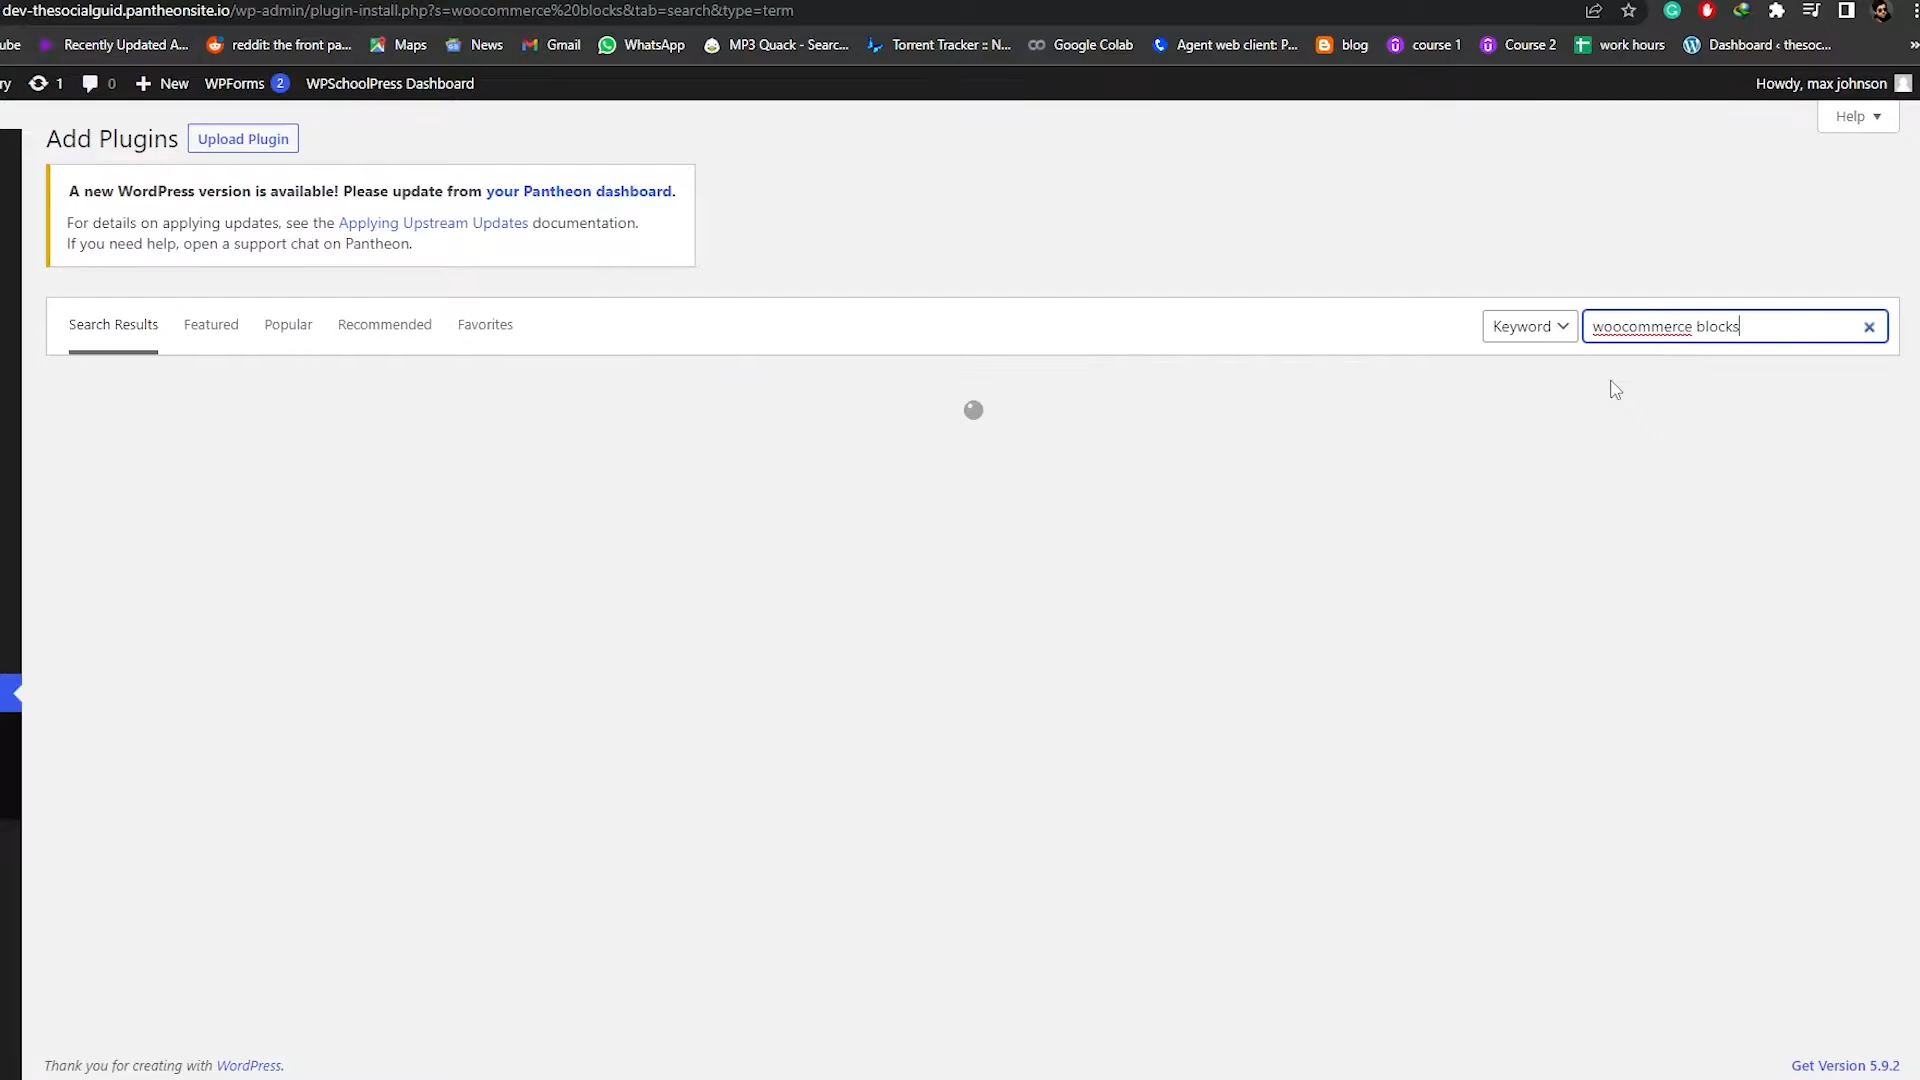 dev-thesocialguid.pantheonsite.io/wp-admin/plugin-install.php?s=woocommerce%20blocks&tab=search&type=term
ube Recently Updated A... reddit: the front pa... Maps News Gmail WhatsApp MP3 Quack - Searc... Torrent Tracker :: N... Google Colab Agent web client: P... blog course 1 Course 2 work hours Dashboard ‹ thesoc... »
ry 1 0 + New WPForms 2 WPSchoolPress Dashboard Howdy, max johnson
Help
Add Plugins Upload Plugin
A new WordPress version is available! Please update from your Pantheon dashboard.
For details on applying updates, see the Applying Upstream Updates documentation.
If you need help, open a support chat on Pantheon.
Search Results Featured Popular Recommended Favorites Keyword woocommerce blocks
Thank you for creating with WordPress. Get Version 5.9.2